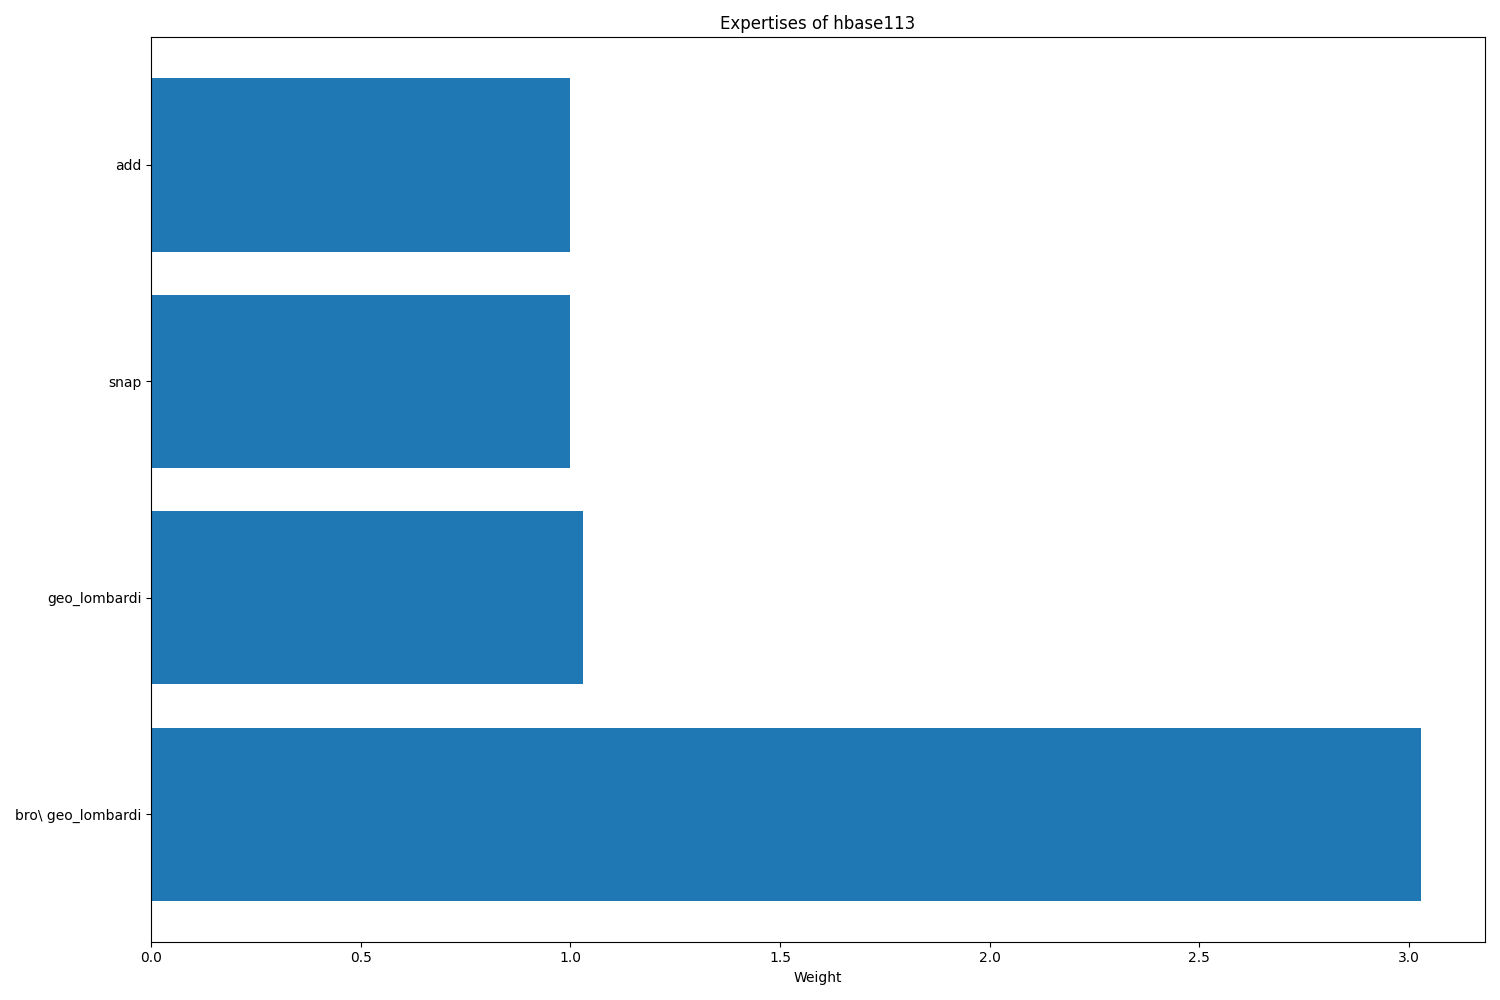 Expertises of hbase113
add
snap
geo_lombardi
bro\ geo_lombardi
0.0 0.5 1.0 1.5 2.0 2.5 3.0
Weight